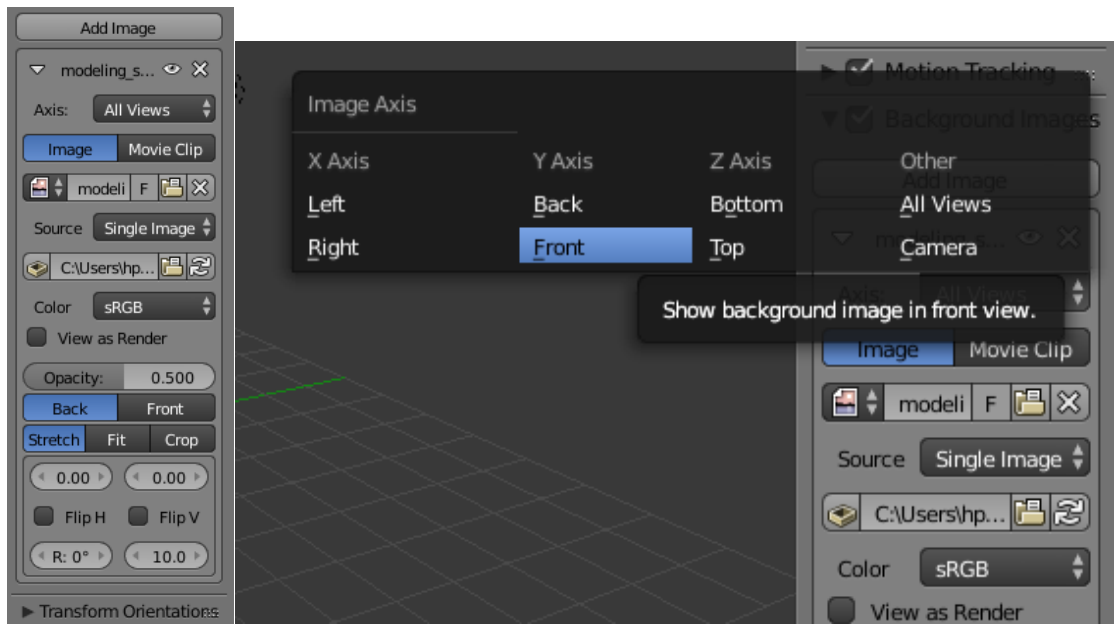 Add Image
modeling_s...
Axis: All Views
Image Movie Clip
modeli F
Source Single Image
C:\Users\hp...
Color sRGB
View as Render
Opacity: 0.500
Back Front
Stretch Fit Crop
0.00 0.00
Flip H Flip V
R: 0° 10.0
Transform Orientations
Motion Tracking
Background Images
Add Image
modeling_s...
Image Axis
X Axis Y Axis Z Axis Other
Left Back Bottom All Views
Right Front Top Camera
Axis: All Views
Show background image in front view.
Image Movie Clip
modeli F
Source Single Image
C:\Users\hp...
Color sRGB
View as Render